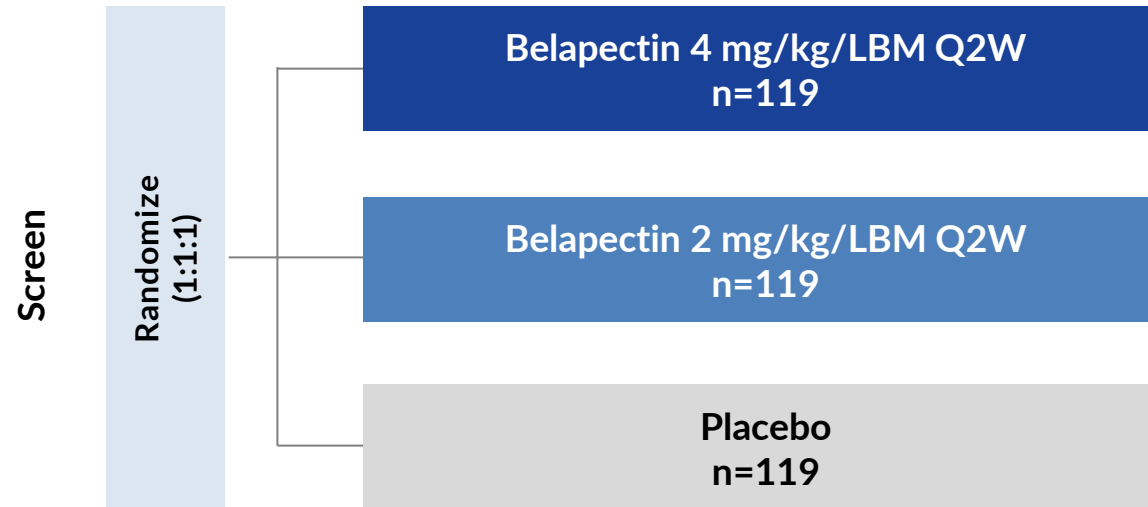 Screen
Randomize
(1:1:1)
Belapectin 4 mg/kg/LBM Q2W
n=119
Belapectin 2 mg/kg/LBM Q2W
n=119
Placebo
n=119